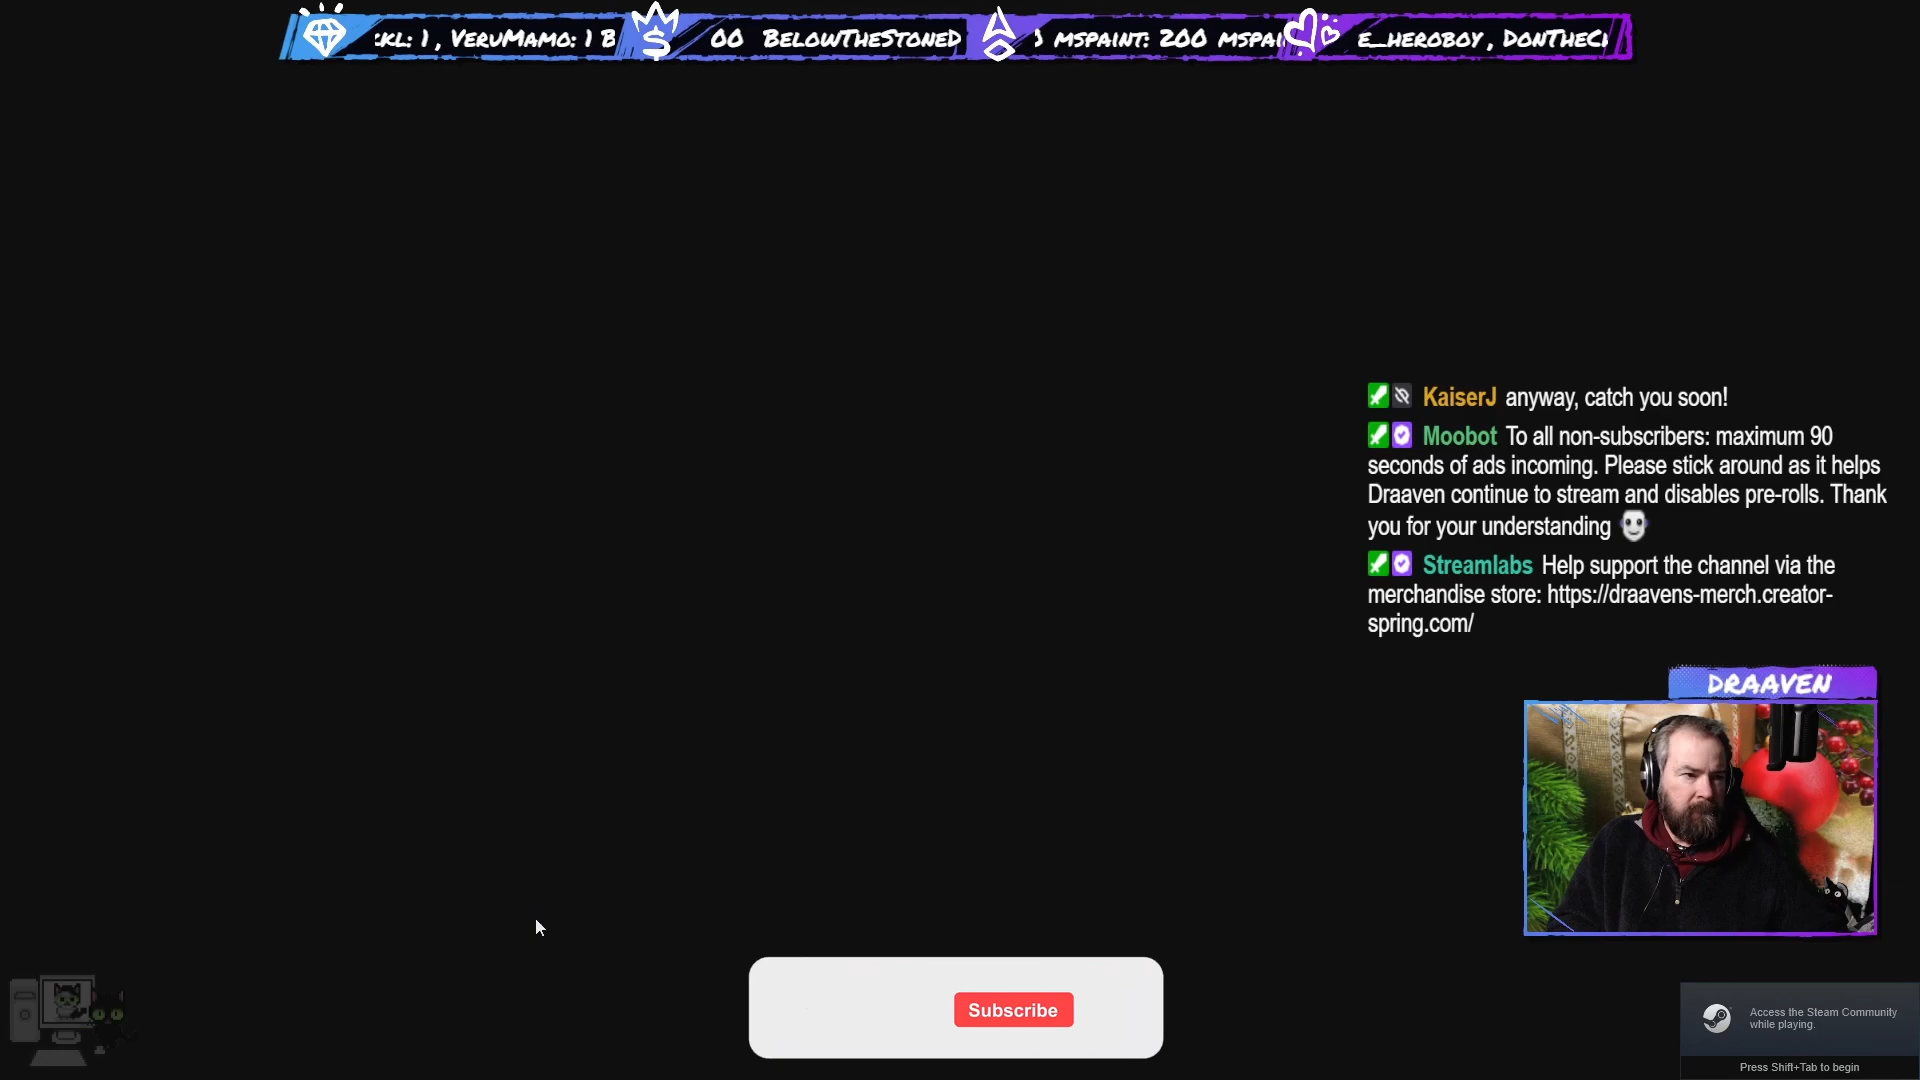 CKL: 1 , VERUMAMO: 1 B
00 BELOWTHESTONED
MSPAINT: 200 MSPAI
E_HEROBOY , DONTHEC
KaiserJ anyway, catch you soon!
Moobot To all non-subscribers: maximum 90
seconds of ads incoming. Please stick around as it helps
Draaven continue to stream and disables pre-rolls. Thank
you for your understanding
Streamlabs Help support the channel via the
merchandise store: https://draavens-merch.creator-
spring.com/
DRAAVEN
Subscribe
Access the Steam Community
while playing.
Press Shift+Tab to begin